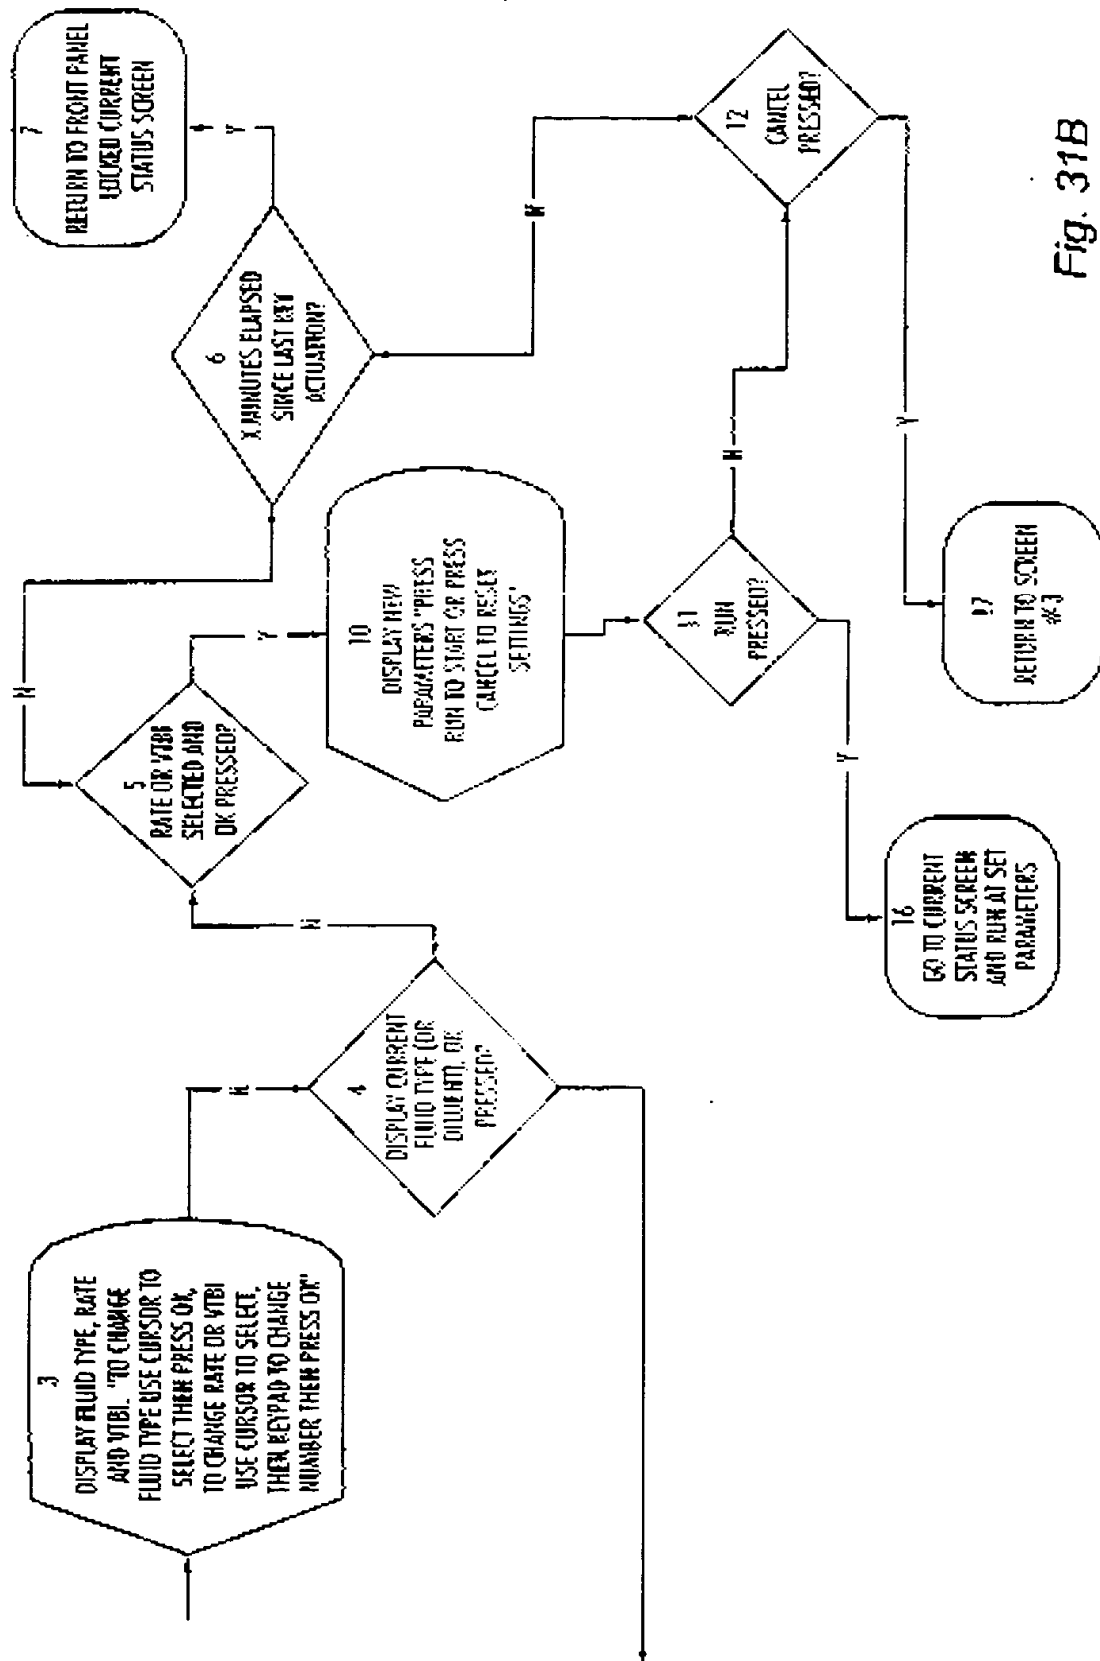 3
DISPLAY FLUID TYPE, RATE
AND VTBI. "TO CHANGE
FLUID TYPE USE CURSOR TO
SELECT THEN PRESS OK,
TO CHANGE RATE OR VTBI
USE CURSOR TO SELECT,
THEN KEYPAD TO CHANGE
NUMBER THEN PRESS OK"
N
4
DISPLAY CURRENT
FLUID TYPE (OR
DILUENT). OK
PRESSED?
N
5
RATE OR VTBI
SELECTED AND
OK PRESSED?
N
Y
6
X MINUTES ELAPSED
SINCE LAST KEY
ACTUATION?
Y
7
RETURN TO FRONT PANEL
LOCKED CURRENT
STATUS SCREEN
N
10
DISPLAY NEW
PARAMETERS "PRESS
RUN TO START OR PRESS
CANCEL TO RESET
SETTINGS"
11
RUN
PRESSED?
N
Y
12
CANCEL
PRESSED?
Y
16
GO TO CURRENT
STATUS SCREEN
AND RUN AT SET
PARAMETERS
17
RETURN TO SCREEN
#3
Fig. 31B